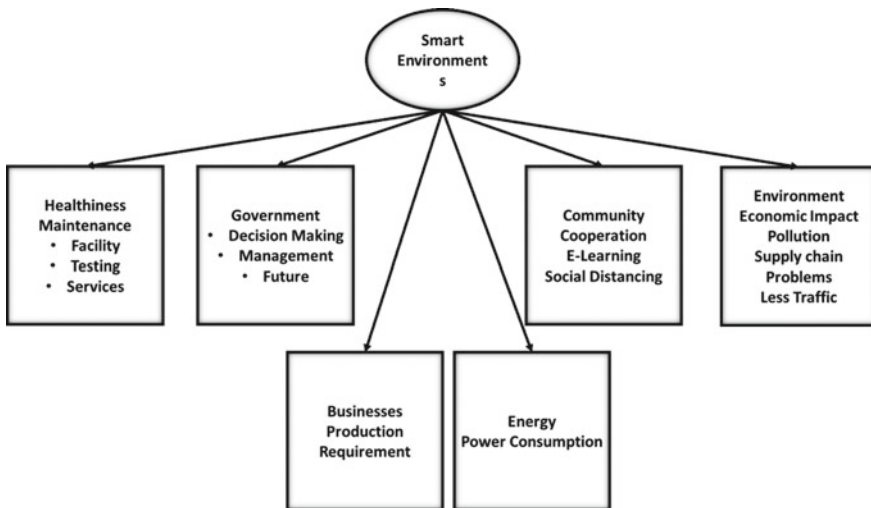 Smart
Environment
s
Healthiness
Maintenance
• Facility
• Testing
• Services
Government
• Decision Making
• Management
• Future
Community
Cooperation
E-Learning
Social Distancing
Environment
Economic Impact
Pollution
Supply chain
Problems
Less Traffic
Businesses
Production
Requirement
Energy
Power Consumption